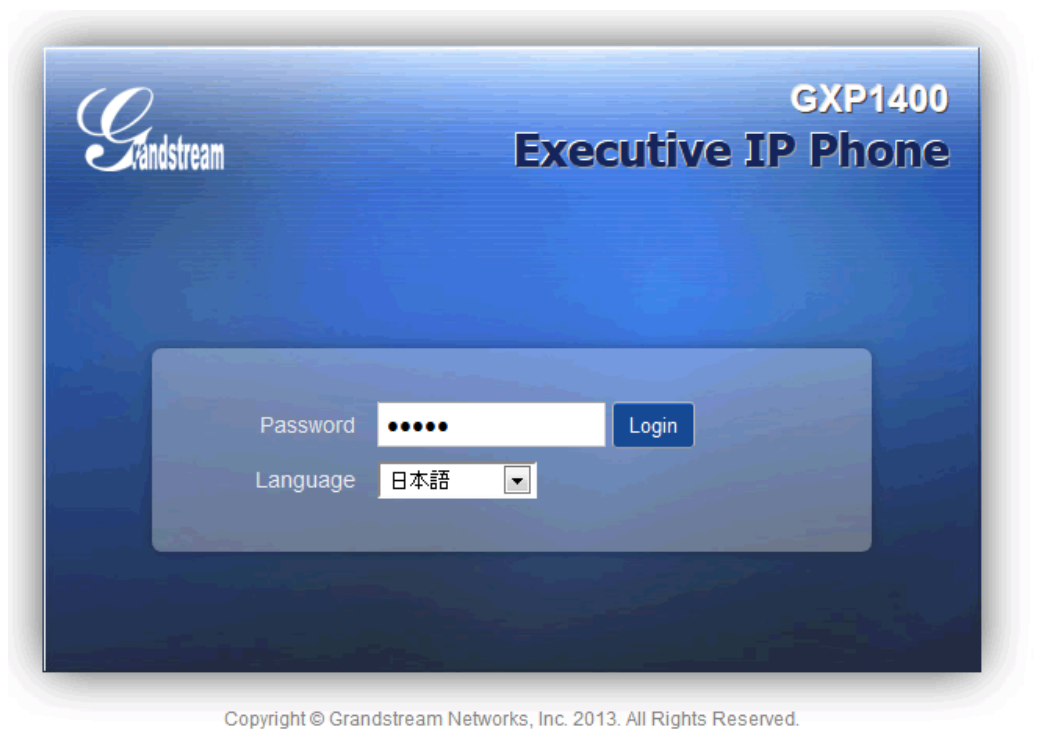 Grandstream
GXP1400
Executive IP Phone
Password ●●●●● Login
Language 日本語
Copyright © Grandstream Networks, Inc. 2013. All Rights Reserved.